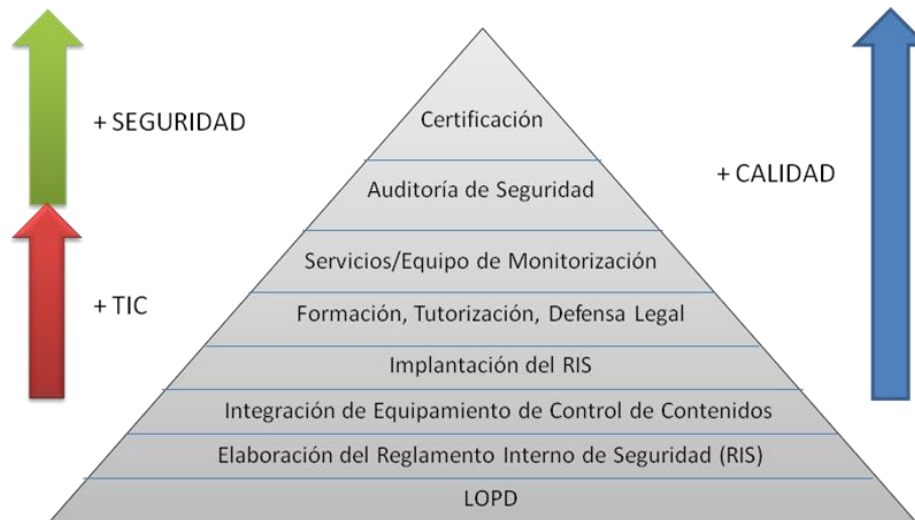 + SEGURIDAD
+ TIC
Certificación
Auditoría de Seguridad
Servicios/Equipo de Monitorización
Formación, Tutorización, Defensa Legal
Implantación del RIS
Integración de Equipamiento de Control de Contenidos
Elaboración del Reglamento Interno de Seguridad (RIS)
LOPD
+ CALIDAD